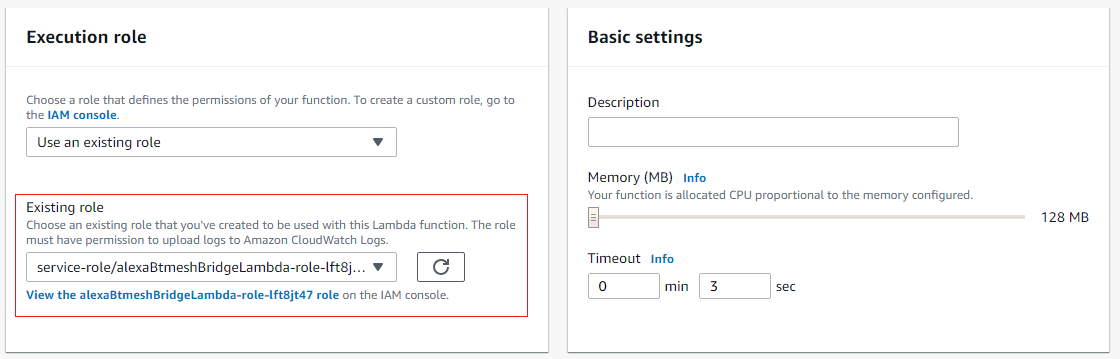 Execution role
Choose a role that defines the permissions of your function. To create a custom role, go to
the IAM console.
Use an existing role
Existing role
Choose an existing role that you've created to be used with this Lambda function. The role
must have permission to upload logs to Amazon CloudWatch Logs.
service-role/alexaBtmeshBridgeLambda-role-lft8j...
View the alexaBtmeshBridgeLambda-role-lft8jt47 role on the IAM console.
Basic settings
Description
Memory (MB) Info
Your function is allocated CPU proportional to the memory configured.
128 MB
Timeout Info
0 min 3 sec